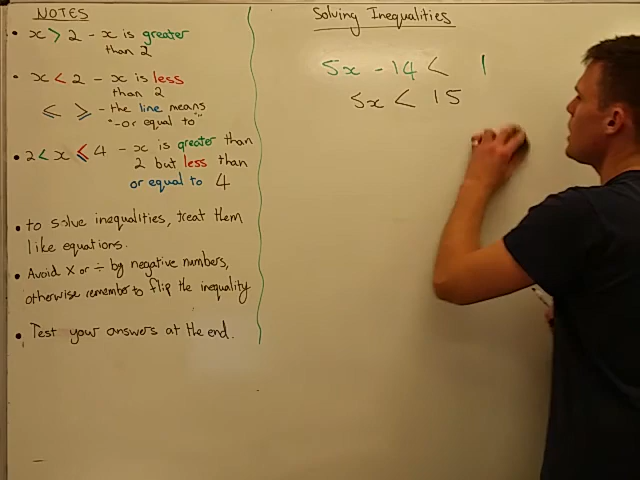 NOTES
• x > 2 - x is greater
than 2
• x < 2 - x is less
than 2
≤ ≥ - the line means
"-or equal to"
• 2 < x ≤ 4 - x is greater than
2 but less than
or equal to 4
• to solve inequalities, treat them
like equations.
• Avoid x or ÷ by negative numbers,
otherwise remember to flip the inequality
• Test your answers at the end.
Solving Inequalities
5x - 14 < 1
5x < 15